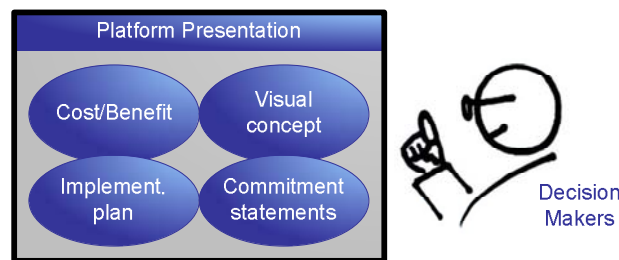 Platform Presentation
Cost/Benefit
Visual
concept
Implement.
plan
Commitment
statements
Decision
Makers